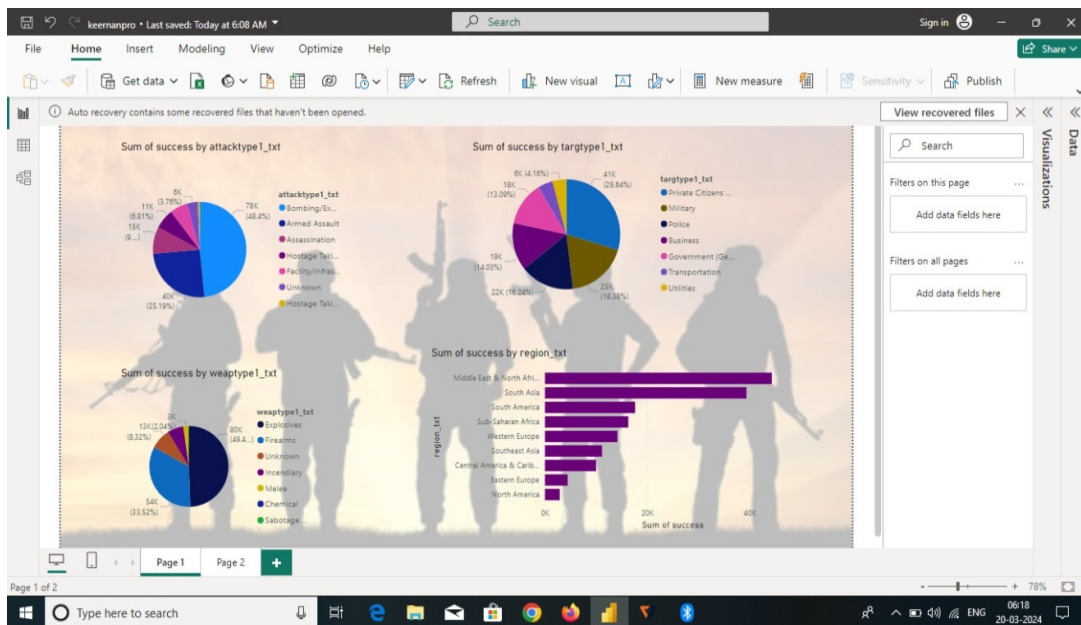 keernanpro • Last saved: Today at 6:08 AM
Search
Sign in
File Home Insert Modeling View Optimize Help
Share
Get data
Refresh
New visual
New measure
Sensitivity
Publish
Auto recovery contains some recovered files that haven't been opened.
View recovered files
Sum of success by attacktype1_txt
6K
(3.76%)
11K
(6.81%)
15K
(9....)
78K
(48.4%)
40K
(25.19%)
attacktype1_txt
Bombing/Ex...
Armed Assault
Assassination
Hostage Taki...
Facility/Infras...
Unknown
Hostage Taki...
Sum of success by targtype1_txt
6K (4.16%)
18K
(13.09%)
41K
(29.64%)
19K
(14.03%)
22K (16.24%)
25K
(18.38%)
targtype1_txt
Private Citizens ...
Military
Police
Business
Government (Ge...
Transportation
Utilities
Sum of success by weaptype1_txt
3K
(2.04%)
13K
(8.32%)
80K
(49.4...)
54K
(33.52%)
weaptype1_txt
Explosives
Firearms
Unknown
Incendiary
Melee
Chemical
Sabotage
Sum of success by region_txt
region_txt
Middle East & North Afri...
South Asia
South America
Sub-Saharan Africa
Western Europe
Southeast Asia
Central America & Carib...
Eastern Europe
North America
0K 20K 40K
Sum of success
Search
Filters on this page
...
Add data fields here
Filters on all pages
...
Add data fields here
Visualizations
Data
Page 1
Page 2
Page 1 of 2
- + 78%
Type here to search
ENG
06:18
20-03-2024